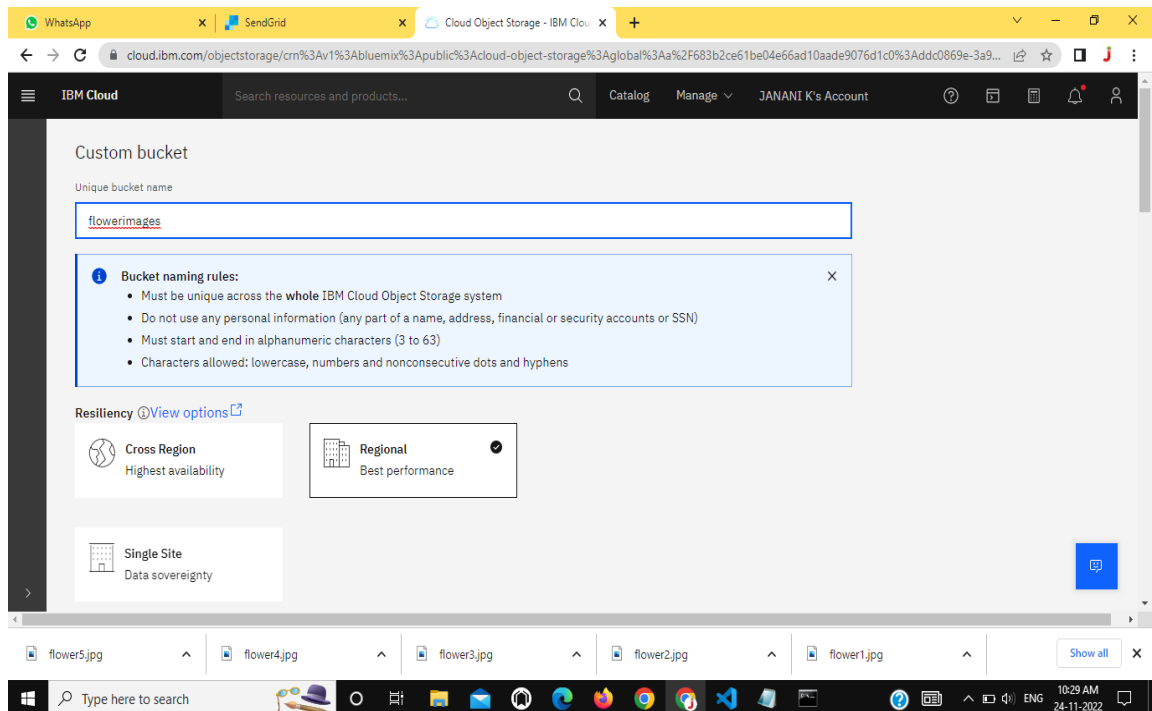 WhatsApp
SendGrid
Cloud Object Storage - IBM Clou
cloud.ibm.com/objectstorage/crn%3Av1%3Abluemix%3Apublic%3Acloud-object-storage%3Aglobal%3Aa%2F683b2ce61be04e66ad10aade9076d1c0%3Addc0869e-3a9...
J
IBM Cloud
Search resources and products...
Catalog
Manage
JANANI K's Account
Custom bucket
Unique bucket name
flowerimages
Bucket naming rules:
• Must be unique across the whole IBM Cloud Object Storage system
• Do not use any personal information (any part of a name, address, financial or security accounts or SSN)
• Must start and end in alphanumeric characters (3 to 63)
• Characters allowed: lowercase, numbers and nonconsecutive dots and hyphens
Resiliency View options
Cross Region
Highest availability
Regional
Best performance
Single Site
Data sovereignty
flower5.jpg
flower4.jpg
flower3.jpg
flower2.jpg
flower1.jpg
Show all
Type here to search
ENG
10:29 AM
24-11-2022